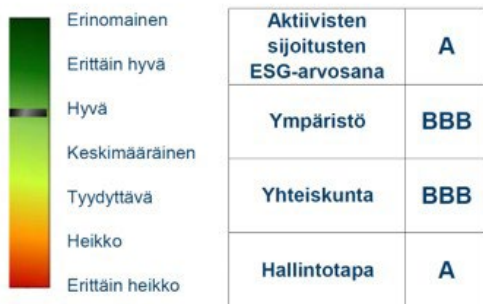 Erinomainen
Erittäin hyvä
Hyvä
Keskimääräinen
Tyydyttävä
Heikko
Erittäin heikko
Aktiivisten
sijoitusten
ESG-arvosana
A
Ympäristö
BBB
Yhteiskunta
BBB
Hallintotapa
A